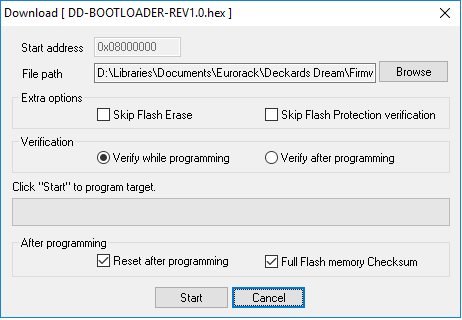 Download [ DD-BOOTLOADER-REV1.0.hex ]
Start address 0x08000000
File path D:\Libraries\Documents\Eurorack\Deckards Dream\Firmv Browse
Extra options
Skip Flash Erase Skip Flash Protection verification
Verification
Verify while programming Verify after programming
Click "Start" to program target.
After programming
Reset after programming Full Flash memory Checksum
Start Cancel